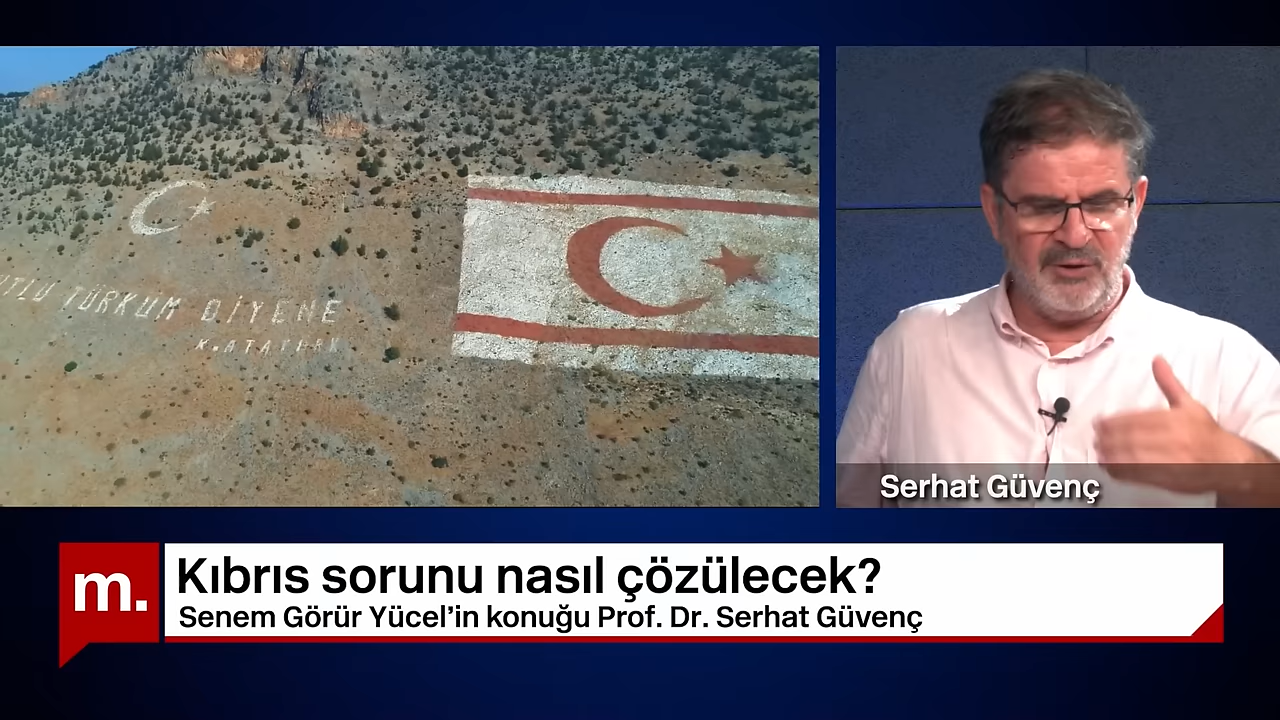 TÜRKÜM DİYENE
K. ATATÜRK
Serhat Güvenç
m.
Kıbrıs sorunu nasıl çözülecek?
Senem Görür Yücel'in konuğu Prof. Dr. Serhat Güvenç